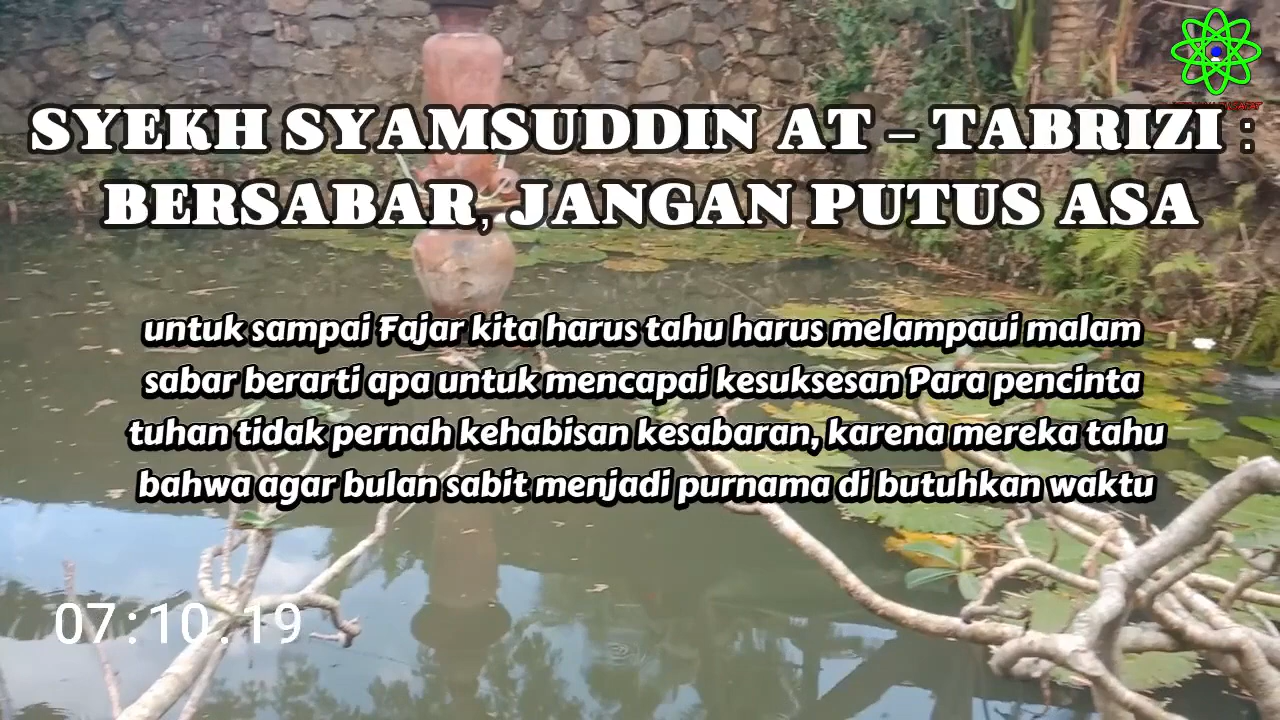 SYEKH SYAMSUDDIN AT – TABRIZI :
BERSABAR, JANGAN PUTUS ASA
untuk sampai Fajar kita harus tahu harus melampaui malam
sabar berarti apa untuk mencapai kesuksesan Para pencinta
tuhan tidak pernah kehabisan kesabaran, karena mereka tahu
bahwa agar bulan sabit menjadi purnama di butuhkan waktu
07:10.19